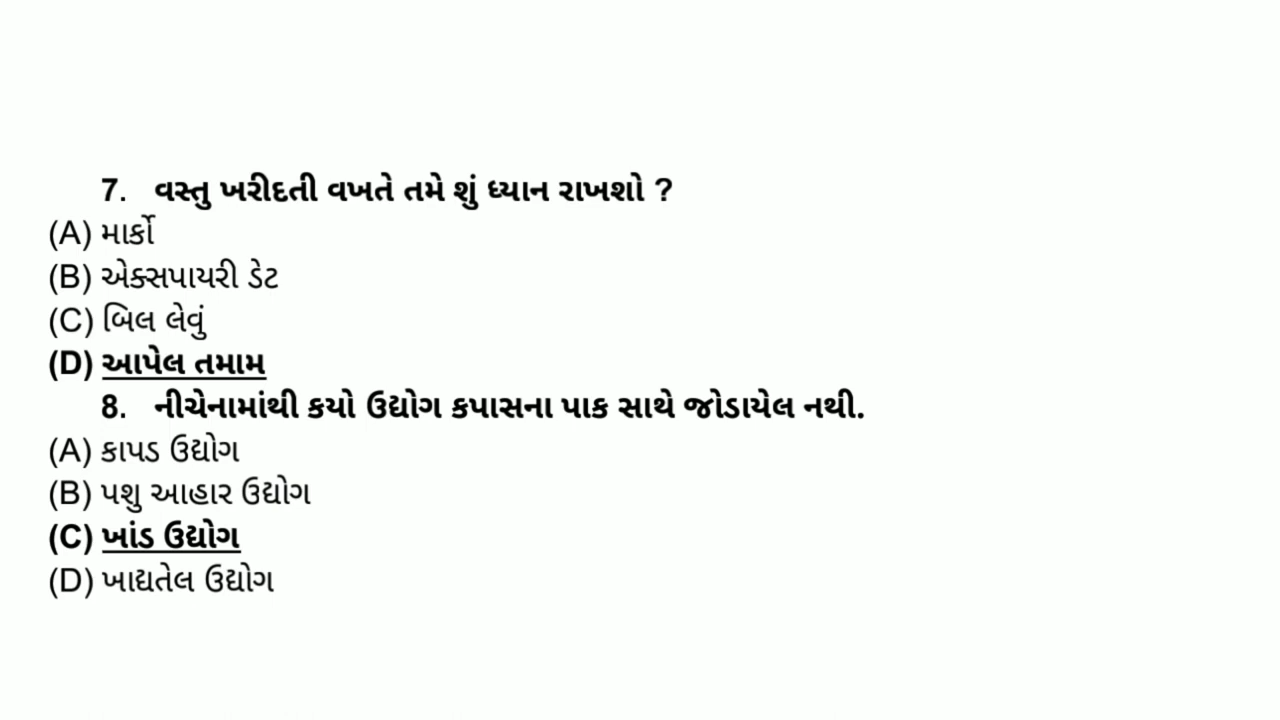 7. વસ્તુ ખરીદતી વખતે તમે શું ધ્યાન રાખશો ?
(A) માર્કો
(B) એક્સપાયરી ડેટ
(C) બિલ લેવું
(D) આપેલ તમામ
8. નીચેનામાંથી કયો ઉદ્યોગ કપાસના પાક સાથે જોડાયેલ નથી.
(A) કાપડ ઉદ્યોગ
(B) પશુ આહાર ઉદ્યોગ
(C) ખાંડ ઉદ્યોગ
(D) ખાદ્યતેલ ઉદ્યોગ